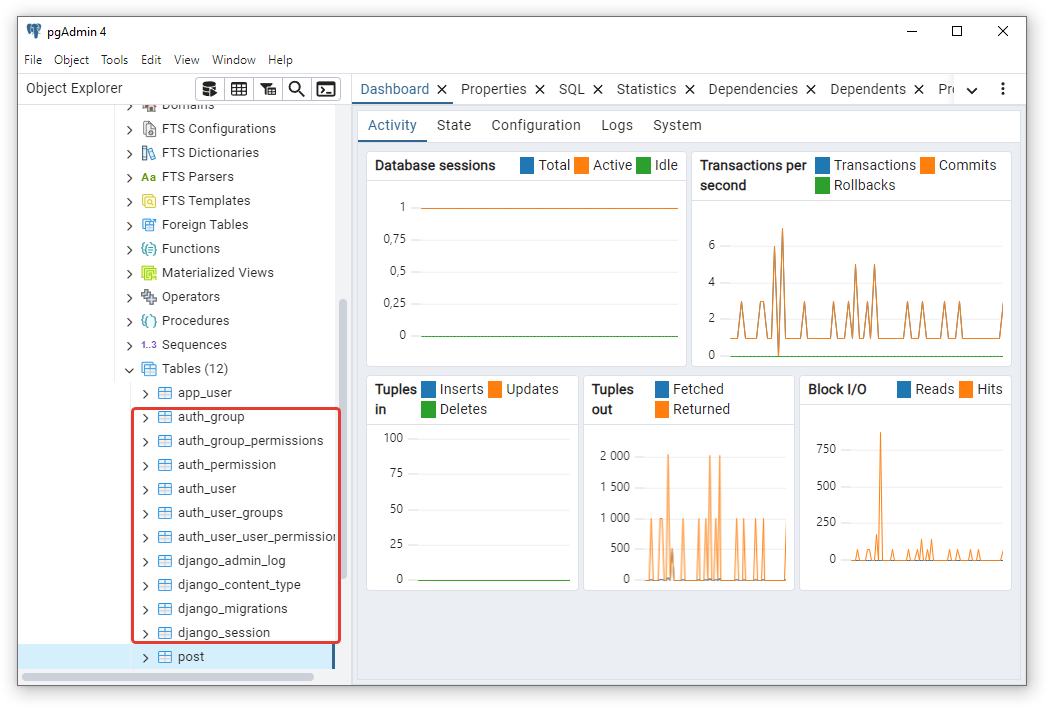 pgAdmin 4
File Object Tools Edit View Window Help
Object Explorer
Domains
FTS Configurations
FTS Dictionaries
Aa FTS Parsers
FTS Templates
Foreign Tables
Functions
Materialized Views
Operators
Procedures
1..3 Sequences
Tables (12)
app_user
auth_group
auth_group_permissions
auth_permission
auth_user
auth_user_groups
auth_user_user_permission
django_admin_log
django_content_type
django_migrations
django_session
post
Dashboard Properties SQL Statistics Dependencies Dependents Pr
Activity State Configuration Logs System
Database sessions Total Active Idle
1
0,75
0,5
0,25
0
Transactions per second Transactions Commits
Rollbacks
6
4
2
0
Tuples in Inserts Updates
Deletes
100
75
50
25
0
Tuples out Fetched
Returned
2 000
1 500
1 000
500
0
Block I/O Reads Hits
750
500
250
0